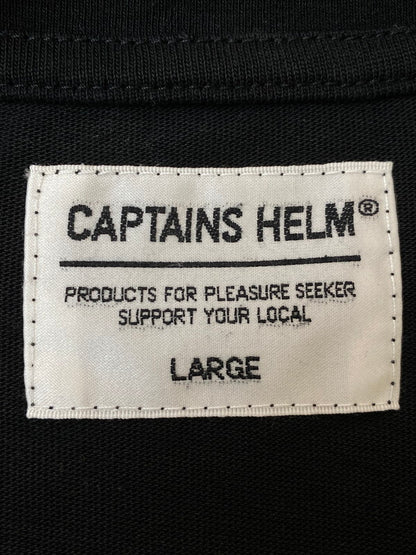 CAPTAINS HELM®
PRODUCTS FOR PLEASURE SEEKER
SUPPORT YOUR LOCAL
LARGE